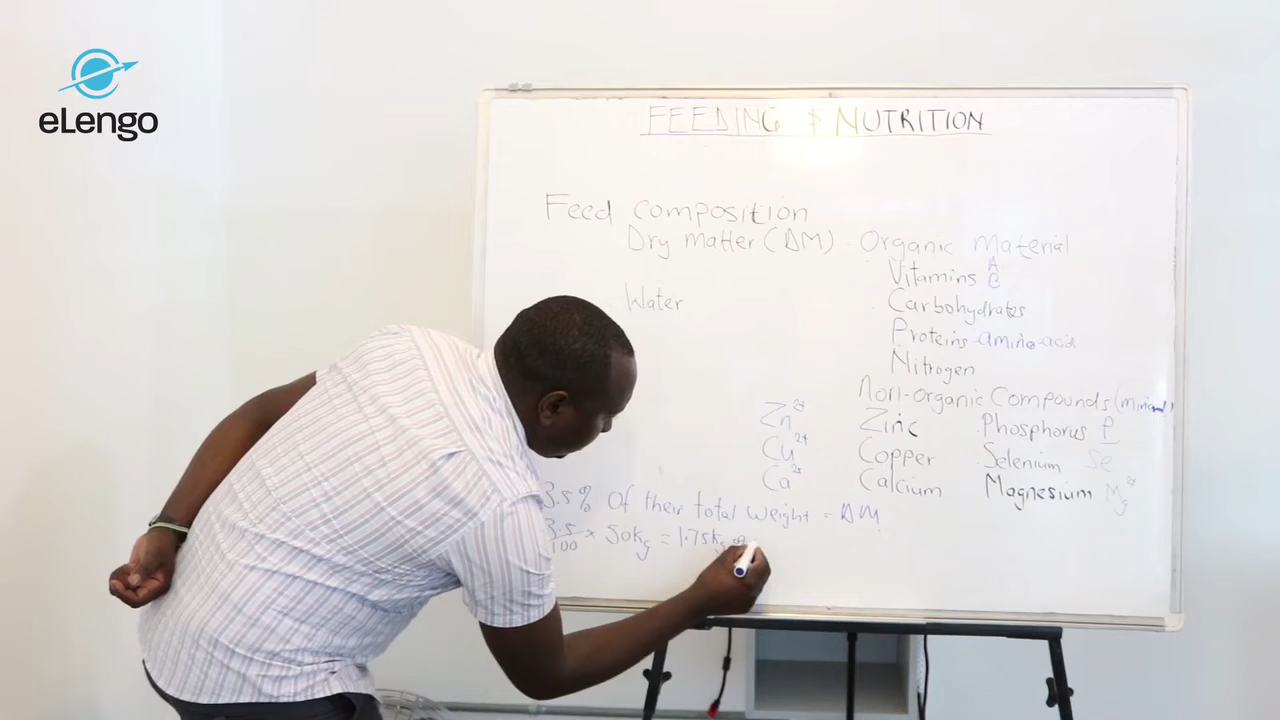 eLengo
FEEDING & NUTRITION
Feed composition
Dry matter (DM) · Organic material
Vitamins A
C
Water
Carbohydrates
Proteins-amino-acid
Nitrogen
Non-organic Compounds (mineral)
Zn²⁺ Zinc Phosphorus P
Cu²⁺ Copper Selenium Se
Ca²⁺ Calcium Magnesium Mg²⁺
3.5% Of their total weight = DM
3.5/100 × 50kg = 1.75kg